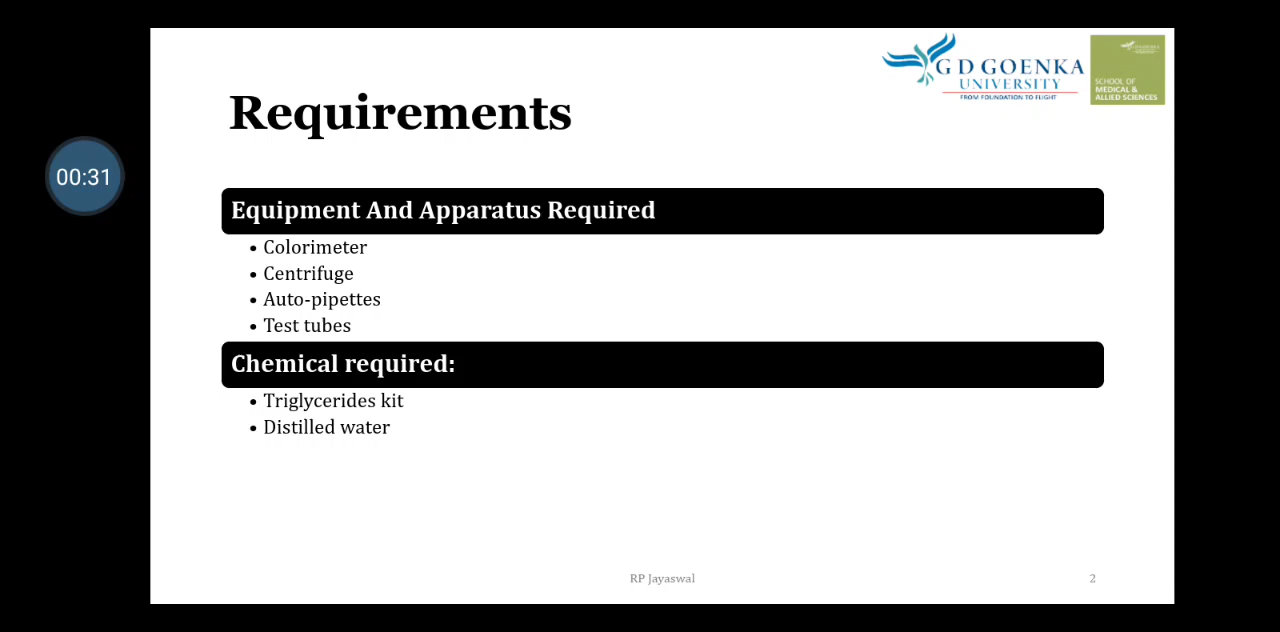 G D GOENKA
UNIVERSITY
FROM FOUNDATION TO FLIGHT
SCHOOL OF
MEDICAL &
ALLIED SCIENCES
Requirements
00:31
Equipment And Apparatus Required
• Colorimeter
• Centrifuge
• Auto-pipettes
• Test tubes
Chemical required:
• Triglycerides kit
• Distilled water
RP Jayaswal
2